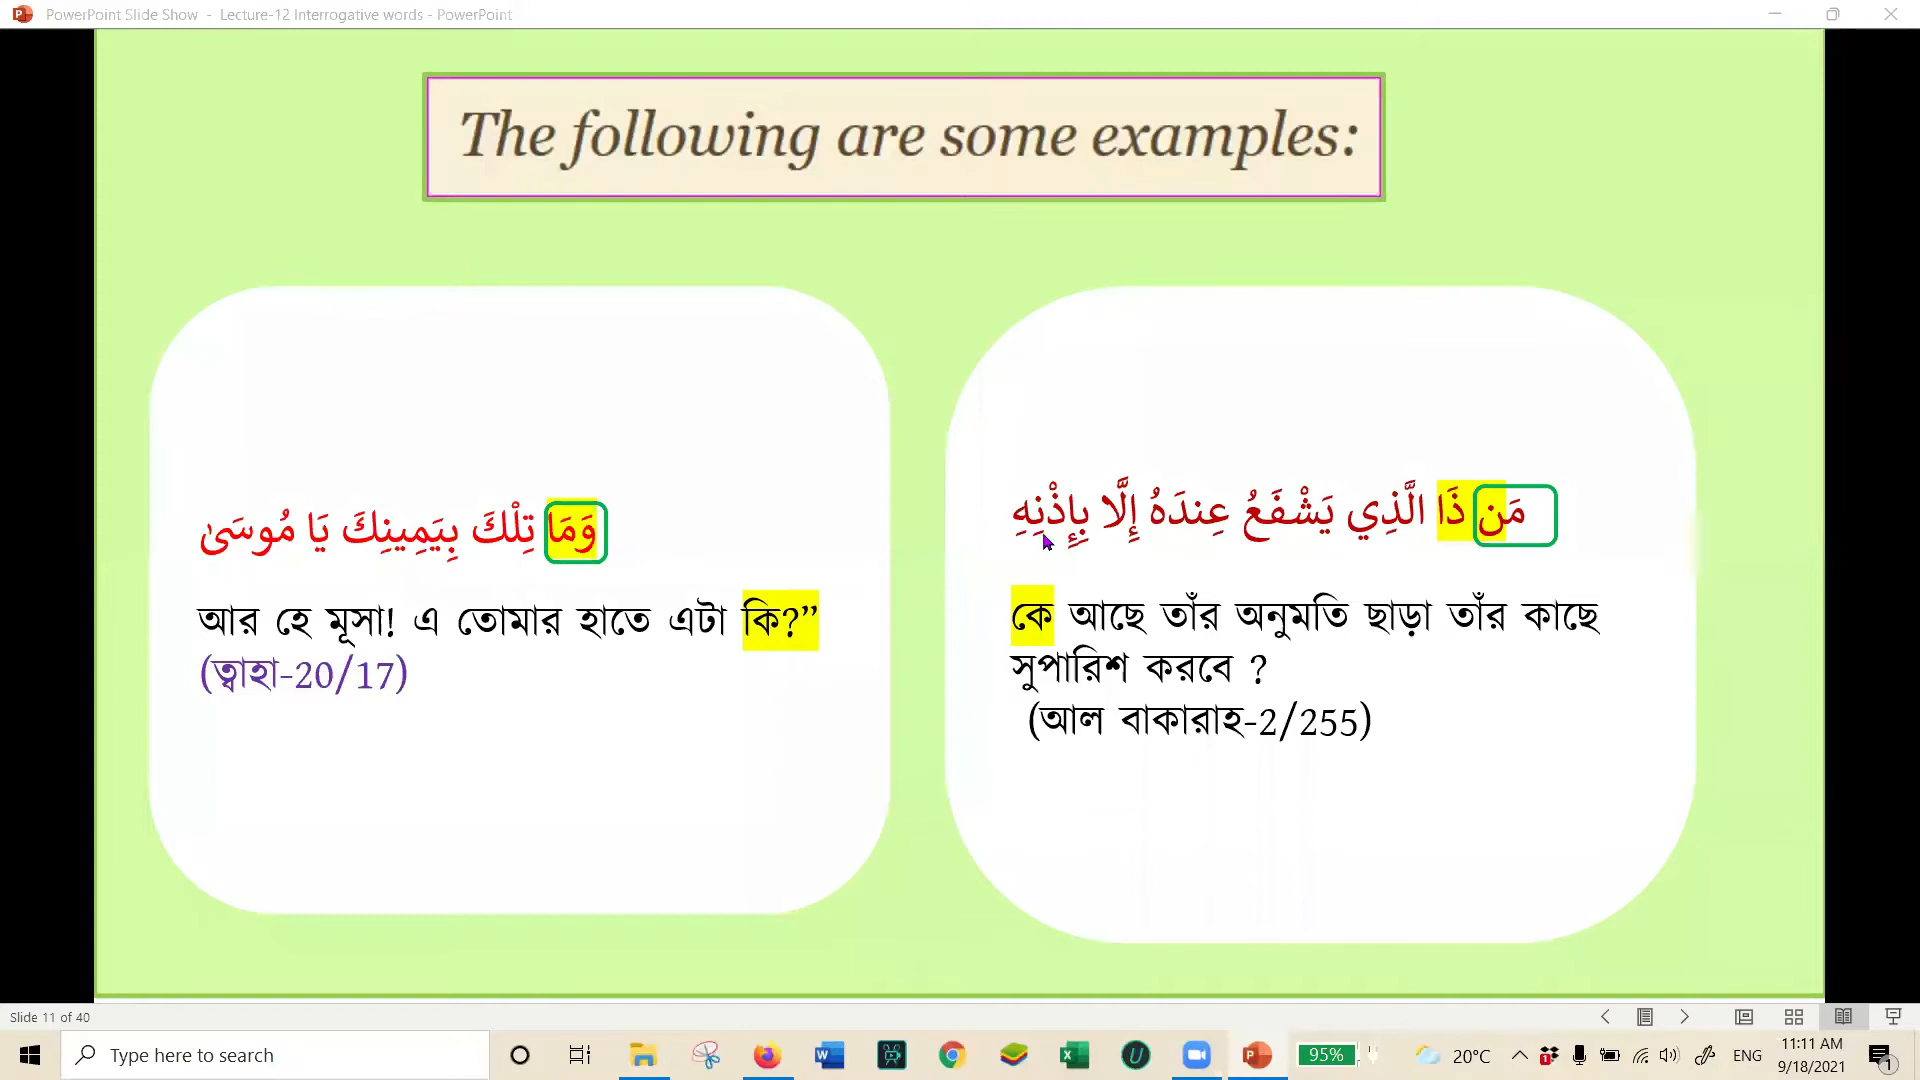 PowerPoint Slide Show - Lecture-12 Interrogative words - PowerPoint
The following are some examples:
وَمَا تِلْكَ بِيَمِينِكَ يَا مُوسَىٰ
আর হে মূসা! এ তোমার হাতে এটা কি?”
(ত্বাহা-20/17)
مَن ذَا الَّذِي يَشْفَعُ عِندَهُ إِلَّا بِإِذْنِهِ
কে আছে তাঁর অনুমতি ছাড়া তাঁর কাছে
সুপারিশ করবে ?
(আল বাকারাহ-2/255)
Slide 11 of 40
Type here to search
95%
20°C
ENG
11:11 AM
9/18/2021